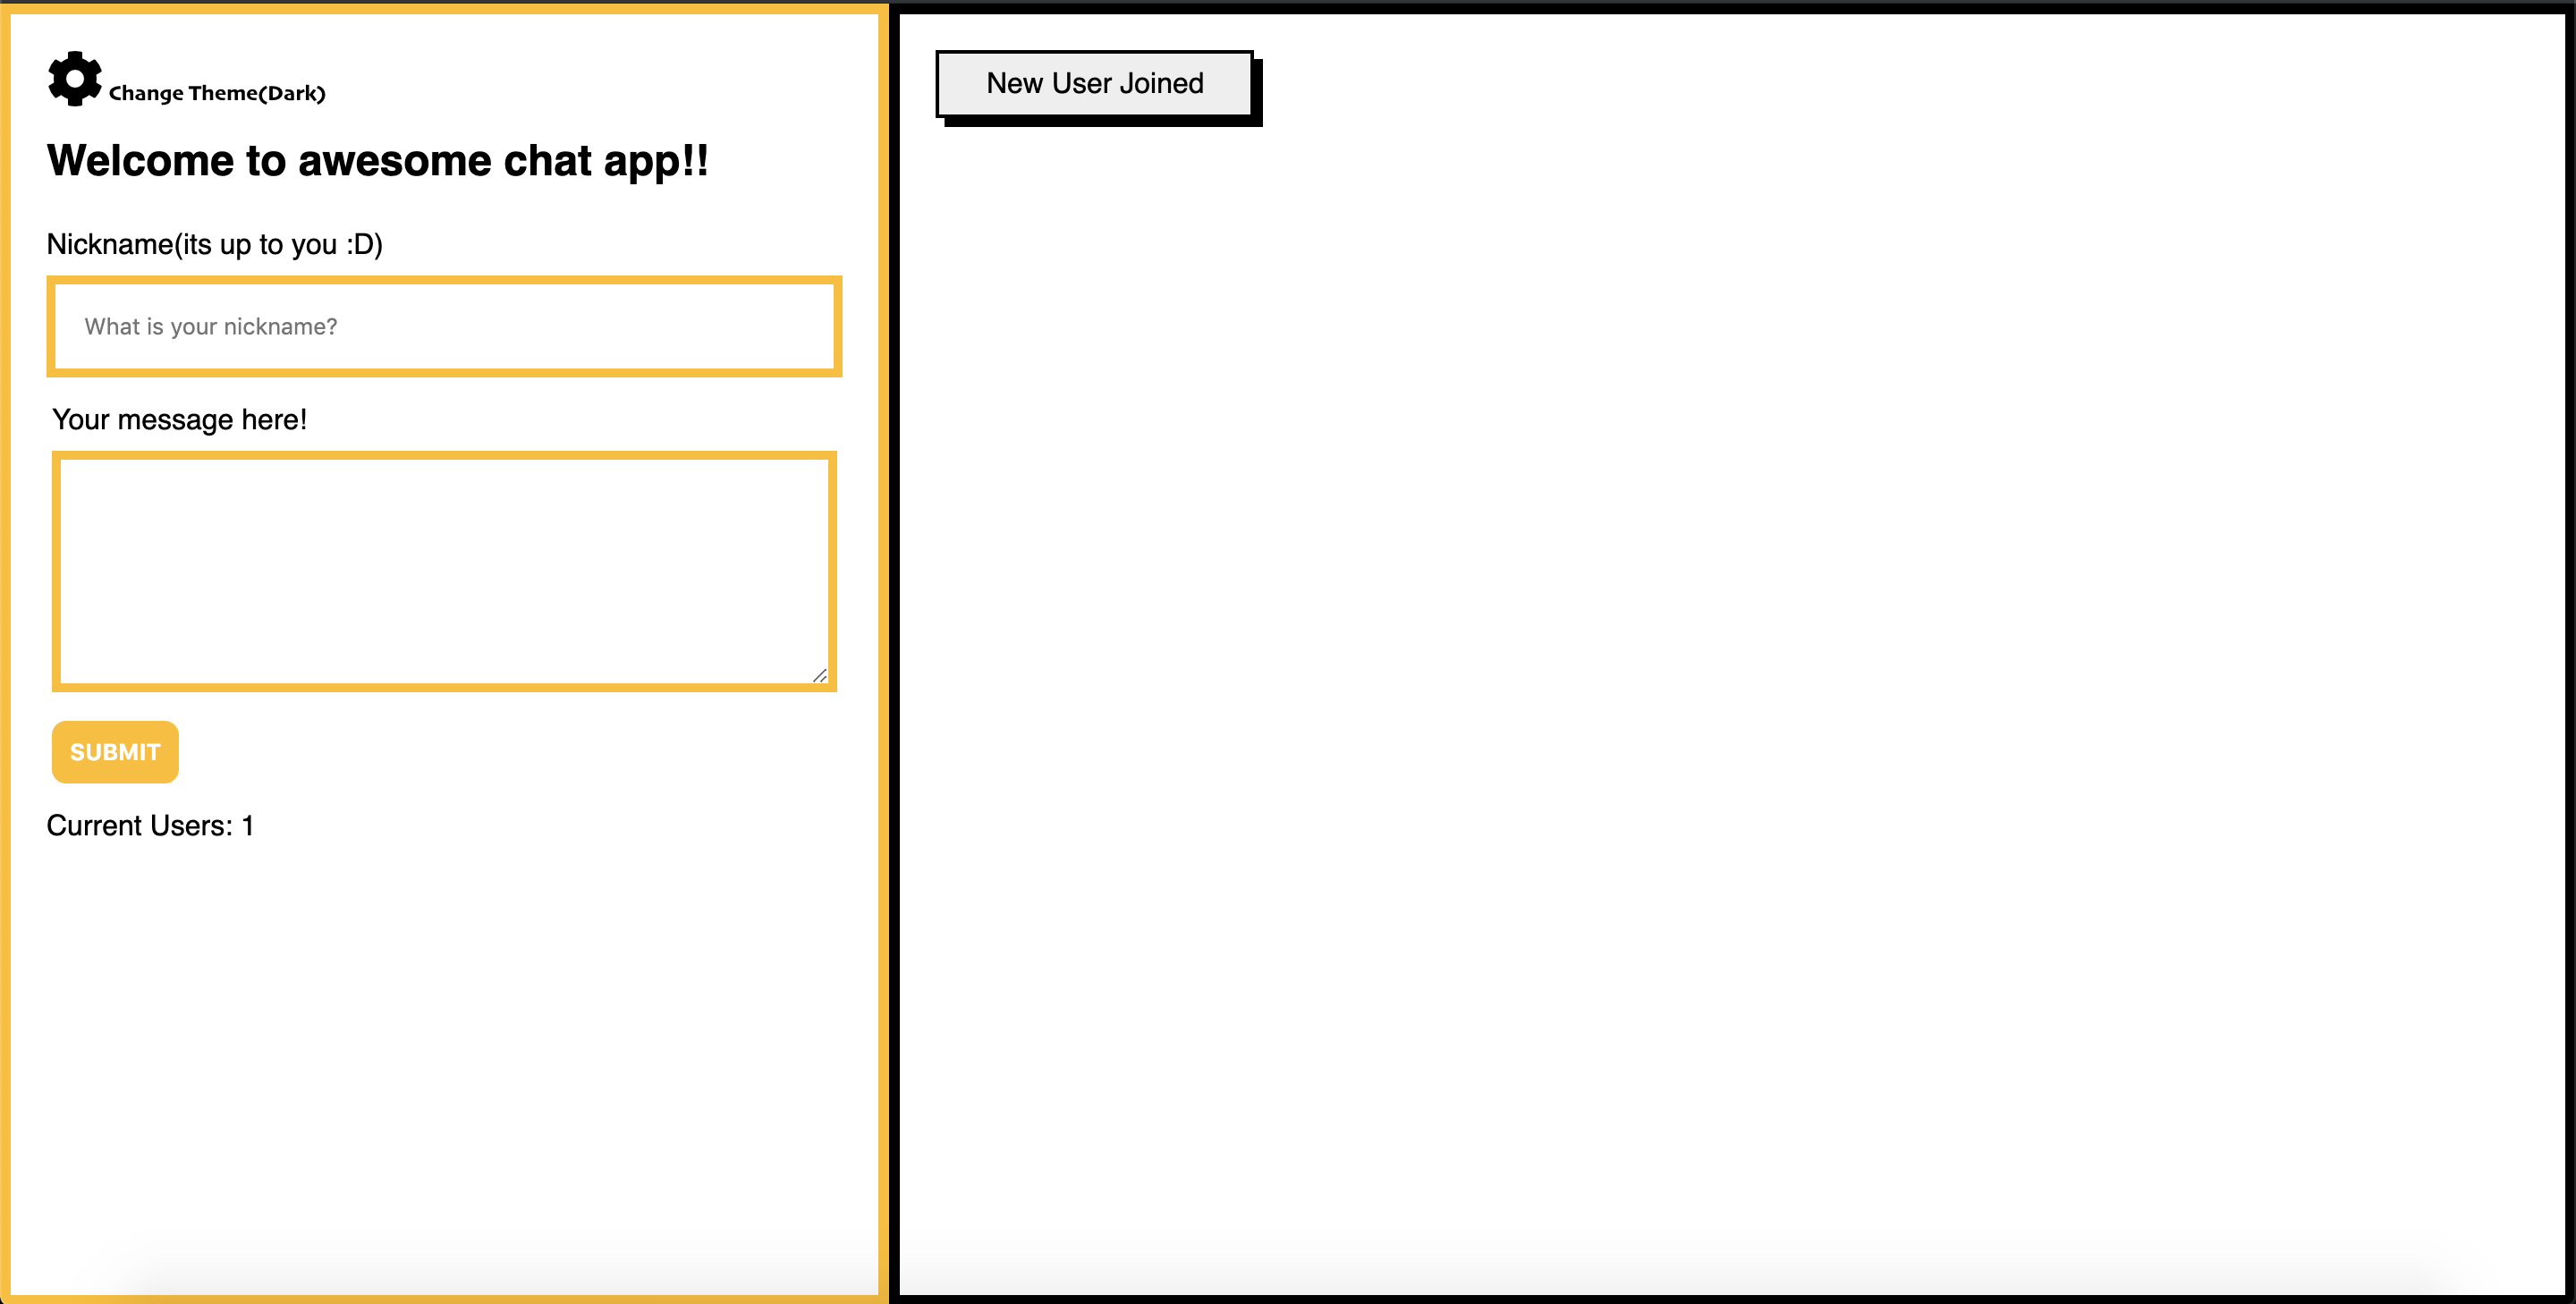 Change Theme(Dark)
Welcome to awesome chat app!!
Nickname(its up to you :D)
What is your nickname?
Your message here!
SUBMIT
Current Users: 1
New User Joined